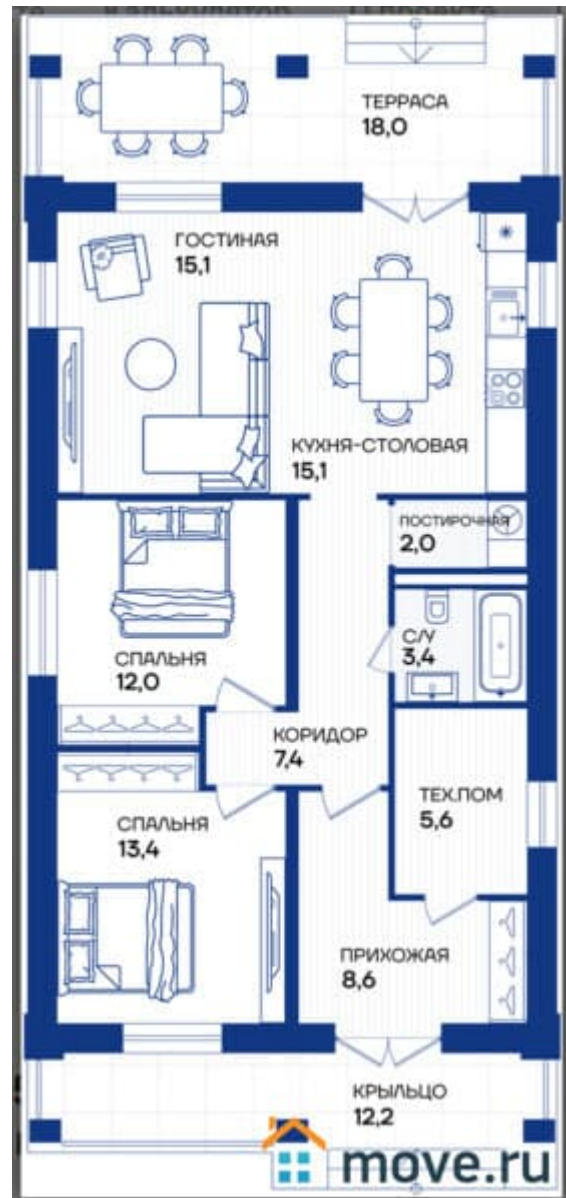 ТЕРРАСА
18,0
ГОСТИНАЯ
15,1
КУХНЯ-СТОЛОВАЯ
15,1
ПОСТИРОЧНАЯ
2,0
С/У
3,4
СПАЛЬНЯ
12,0
КОРИДОР
7,4
ТЕХ.ПОМ
5,6
СПАЛЬНЯ
13,4
ПРИХОЖАЯ
8,6
КРЫЛЬЦО
12,2
move.ru